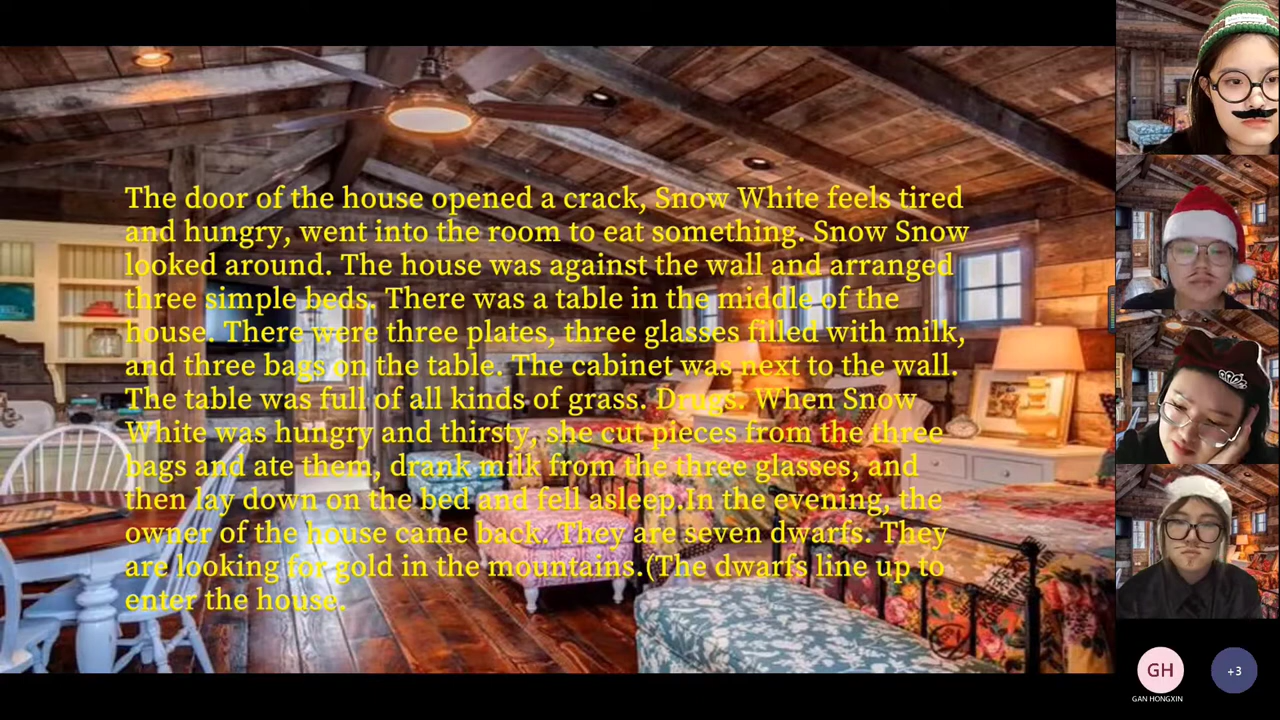 The door of the house opened a crack, Snow White feels tired
and hungry, went into the room to eat something. Snow Snow
looked around. The house was against the wall and arranged
three simple beds. There was a table in the middle of the
house. There were three plates, three glasses filled with milk,
and three bags on the table. The cabinet was next to the wall.
The table was full of all kinds of grass. Drugs. When Snow
White was hungry and thirsty, she cut pieces from the three
bags and ate them, drank milk from the three glasses, and
then lay down on the bed and fell asleep.In the evening, the
owner of the house came back. They are seven dwarfs. They
are looking for gold in the mountains.(The dwarfs line up to
enter the house.
GH
+3
GAN HONGXIN